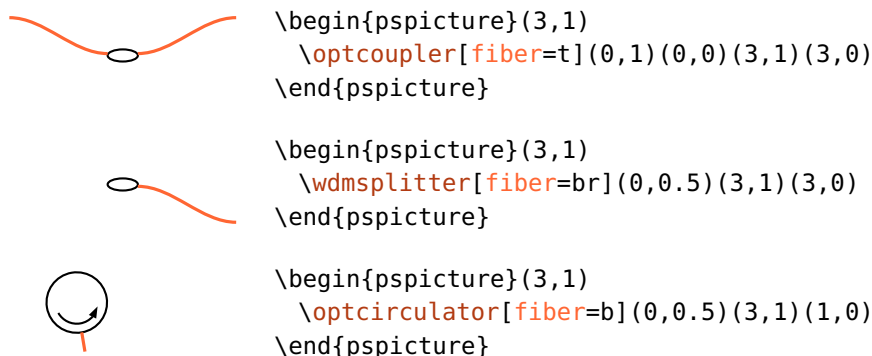 \begin{pspicture}(3,1)
  \optcoupler[fiber=t](0,1)(0,0)(3,1)(3,0)
\end{pspicture}
\begin{pspicture}(3,1)
  \wdmsplitter[fiber=br](0,0.5)(3,1)(3,0)
\end{pspicture}
\begin{pspicture}(3,1)
  \optcirculator[fiber=b](0,0.5)(3,1)(1,0)
\end{pspicture}